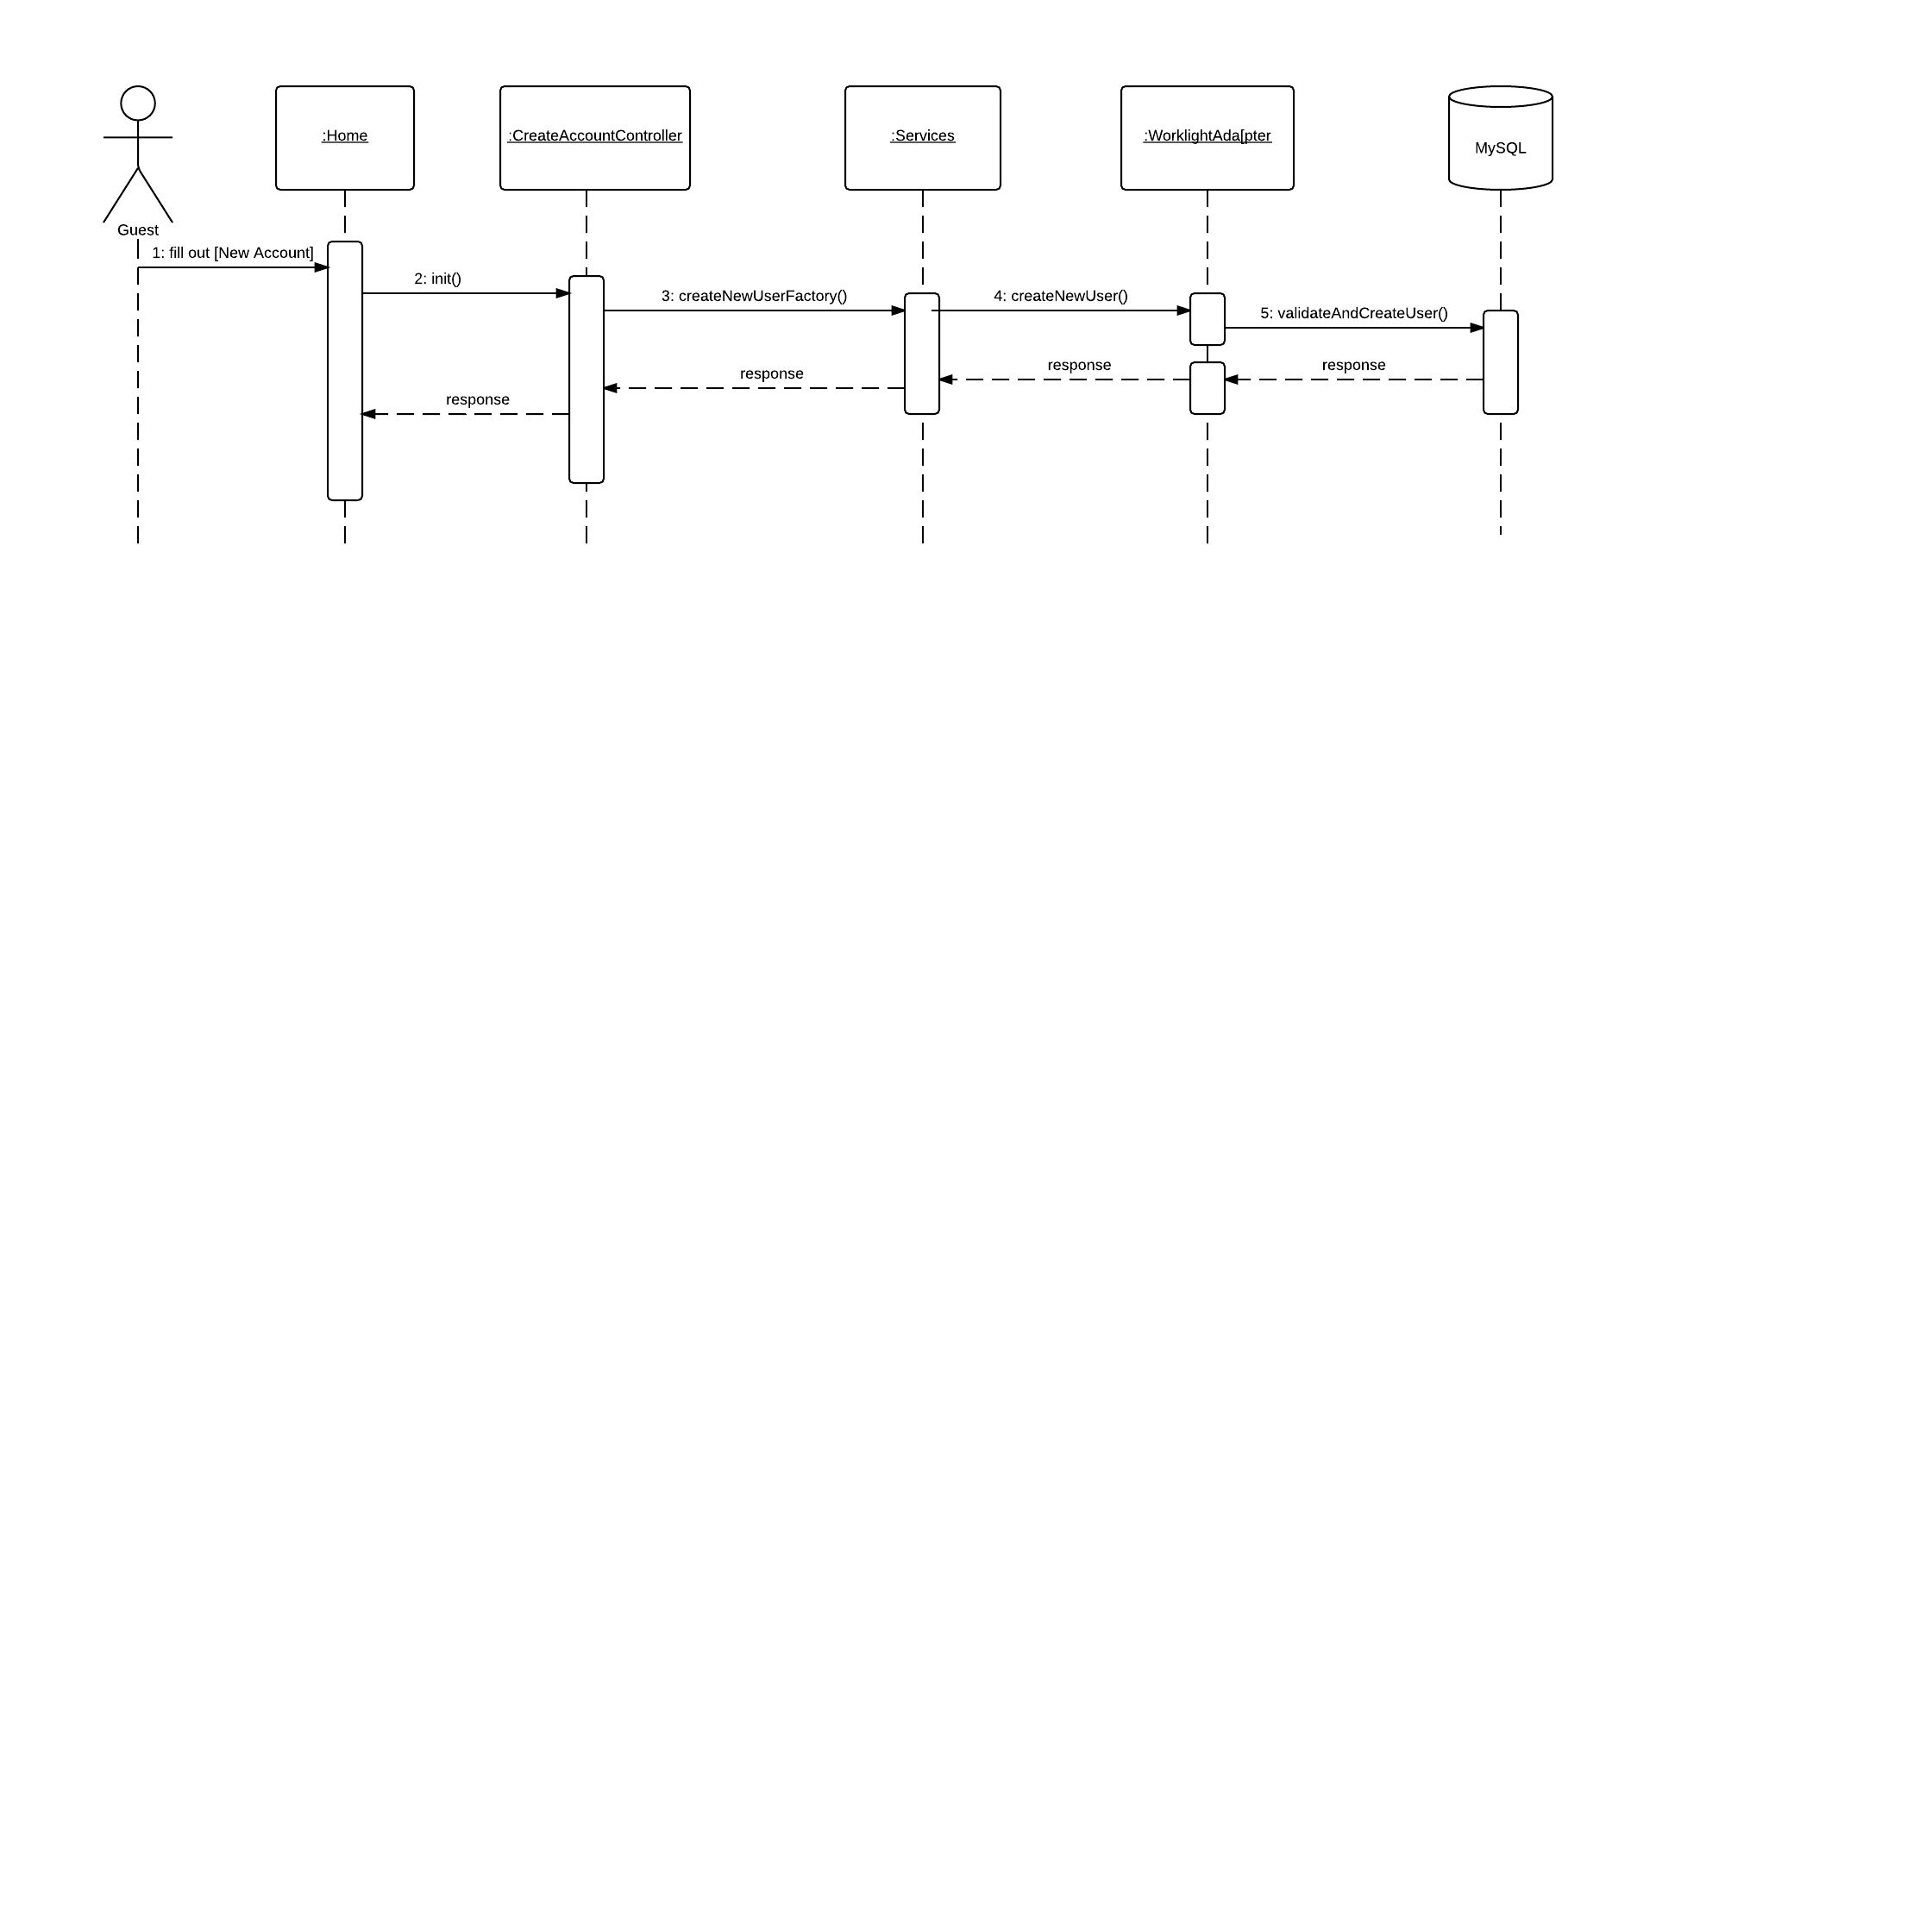 :Home
:CreateAccountController
:Services
:WorklightAda[pter
MySQL
Guest
1: fill out [New Account]
2: init()
3: createNewUserFactory()
4: createNewUser()
5: validateAndCreateUser()
response
response
response
response